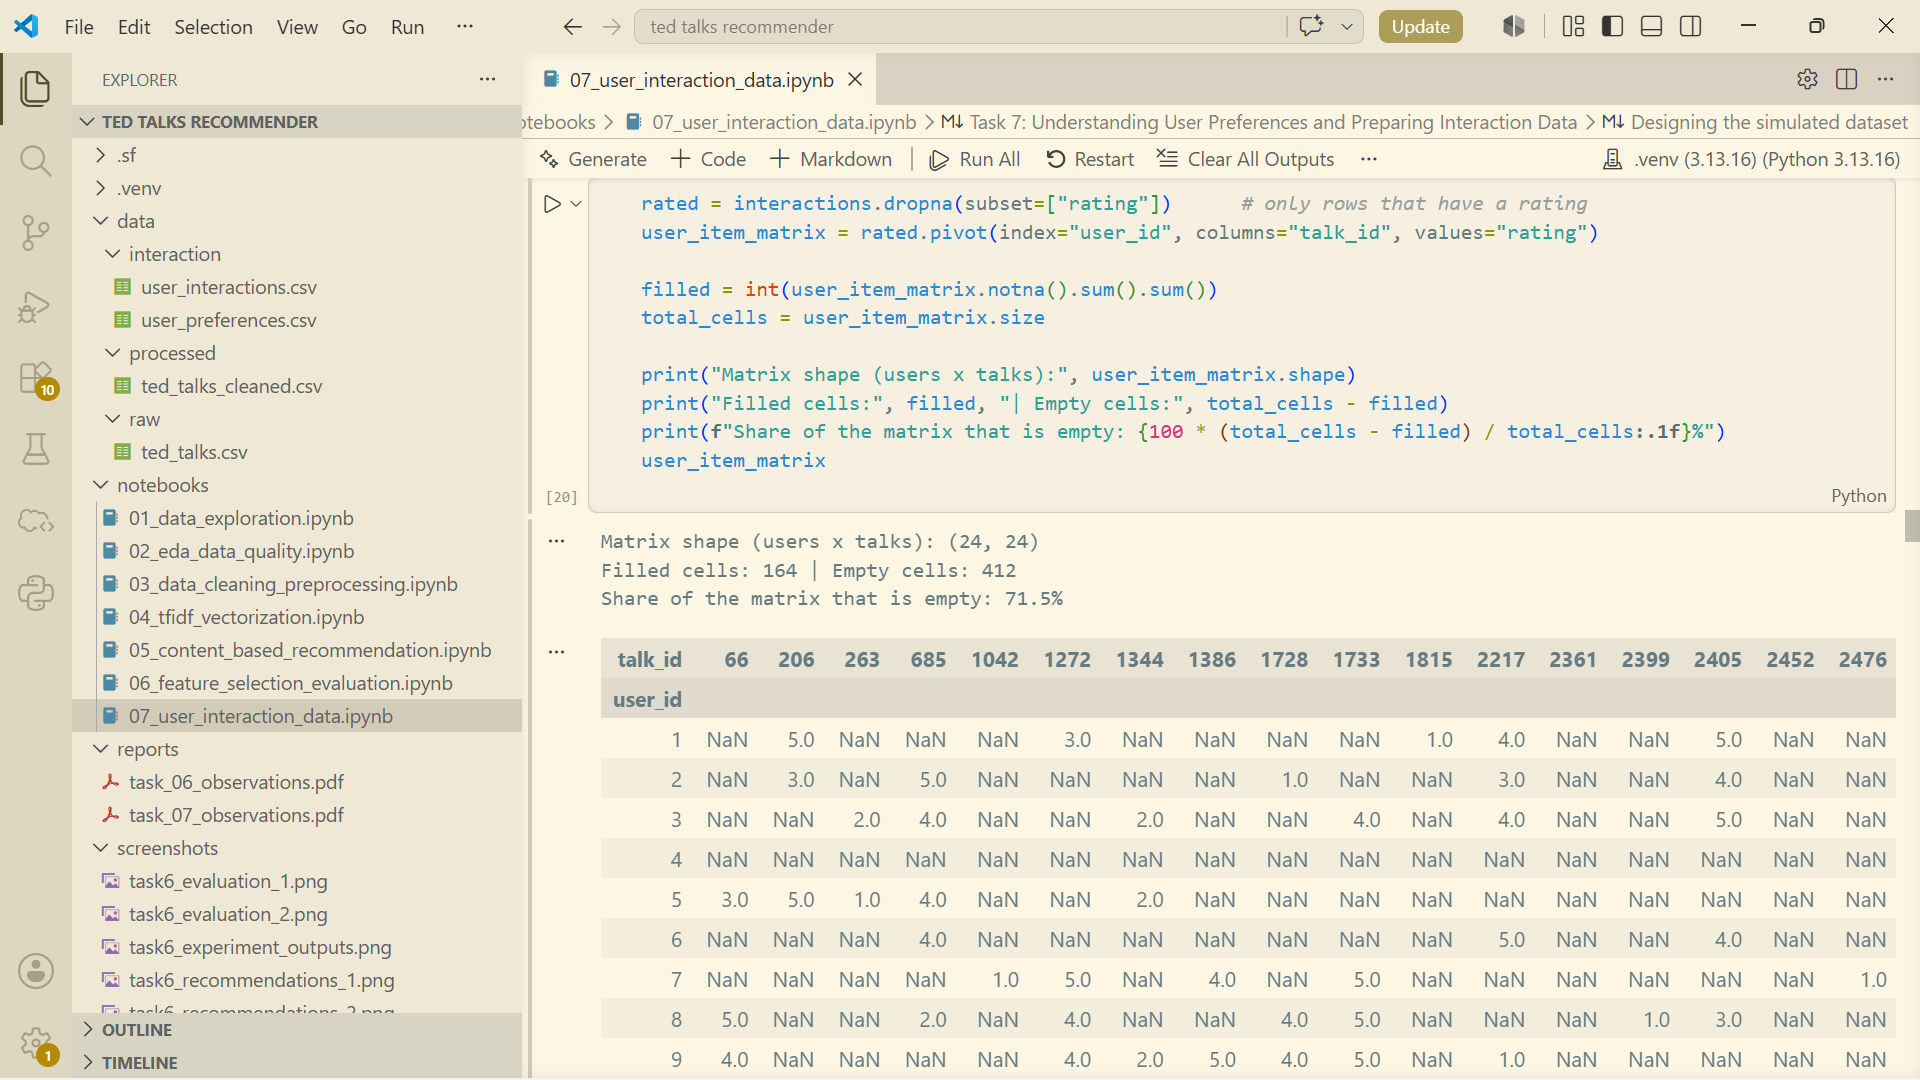 File Edit Selection View Go Run ···
ted talks recommender
Update
EXPLORER ···
TED TALKS RECOMMENDER
.sf
.venv
data
interaction
user_interactions.csv
user_preferences.csv
processed
ted_talks_cleaned.csv
raw
ted_talks.csv
notebooks
01_data_exploration.ipynb
02_eda_data_quality.ipynb
03_data_cleaning_preprocessing.ipynb
04_tfidf_vectorization.ipynb
05_content_based_recommendation.ipynb
06_feature_selection_evaluation.ipynb
07_user_interaction_data.ipynb
reports
task_06_observations.pdf
task_07_observations.pdf
screenshots
task6_evaluation_1.png
task6_evaluation_2.png
task6_experiment_outputs.png
task6_recommendations_1.png
task6_recommendations_2.png
OUTLINE
TIMELINE
10
1
07_user_interaction_data.ipynb
otebooks > 07_user_interaction_data.ipynb > M↓ Task 7: Understanding User Preferences and Preparing Interaction Data > M↓ Designing the simulated dataset
Generate + Code + Markdown | Run All Restart Clear All Outputs ··· .venv (3.13.16) (Python 3.13.16)
rated = interactions.dropna(subset=["rating"]) # only rows that have a rating
user_item_matrix = rated.pivot(index="user_id", columns="talk_id", values="rating")
filled = int(user_item_matrix.notna().sum().sum())
total_cells = user_item_matrix.size
print("Matrix shape (users x talks):", user_item_matrix.shape)
print("Filled cells:", filled, "| Empty cells:", total_cells - filled)
print(f"Share of the matrix that is empty: {100 * (total_cells - filled) / total_cells:.1f}%")
user_item_matrix
[20]
Python
Matrix shape (users x talks): (24, 24)
Filled cells: 164 | Empty cells: 412
Share of the matrix that is empty: 71.5%
talk_id 66 206 263 685 1042 1272 1344 1386 1728 1733 1815 2217 2361 2399 2405 2452 2476
user_id
1 NaN 5.0 NaN NaN NaN 3.0 NaN NaN NaN NaN 1.0 4.0 NaN NaN 5.0 NaN NaN
2 NaN 3.0 NaN 5.0 NaN NaN NaN NaN 1.0 NaN NaN 3.0 NaN NaN 4.0 NaN NaN
3 NaN NaN 2.0 4.0 NaN NaN 2.0 NaN NaN 4.0 NaN 4.0 NaN NaN 5.0 NaN NaN
4 NaN NaN NaN NaN NaN NaN NaN NaN NaN NaN NaN NaN NaN NaN NaN NaN NaN
5 3.0 5.0 1.0 4.0 NaN NaN 2.0 NaN NaN NaN NaN NaN NaN NaN NaN NaN NaN
6 NaN NaN NaN 4.0 NaN NaN NaN NaN NaN NaN NaN 5.0 NaN NaN 4.0 NaN NaN
7 NaN NaN NaN NaN 1.0 5.0 NaN 4.0 NaN 5.0 NaN NaN NaN NaN NaN NaN 1.0
8 5.0 NaN NaN 2.0 NaN 4.0 NaN NaN 4.0 5.0 NaN NaN NaN 1.0 3.0 NaN NaN
9 4.0 NaN NaN NaN NaN 4.0 2.0 5.0 4.0 5.0 NaN 1.0 NaN NaN NaN NaN NaN